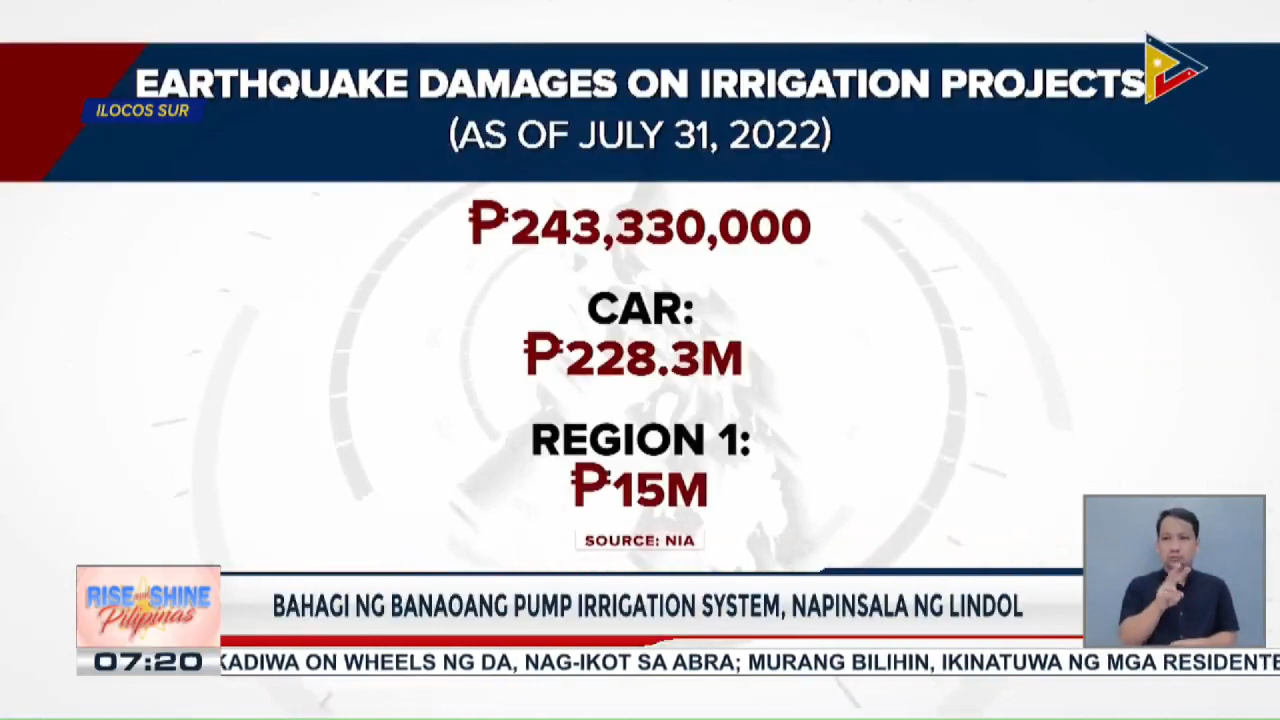 EARTHQUAKE DAMAGES ON IRRIGATION PROJECTS
ILOCOS SUR
(AS OF JULY 31, 2022)
₱243,330,000
CAR:
₱228.3M
REGION 1:
₱15M
SOURCE: NIA
RISE and SHINE
Pilipinas
BAHAGI NG BANAOANG PUMP IRRIGATION SYSTEM, NAPINSALA NG LINDOL
07:20
KADIWA ON WHEELS NG DA, NAG-IKOT SA ABRA; MURANG BILIHIN, IKINATUWA NG MGA RESIDENTE